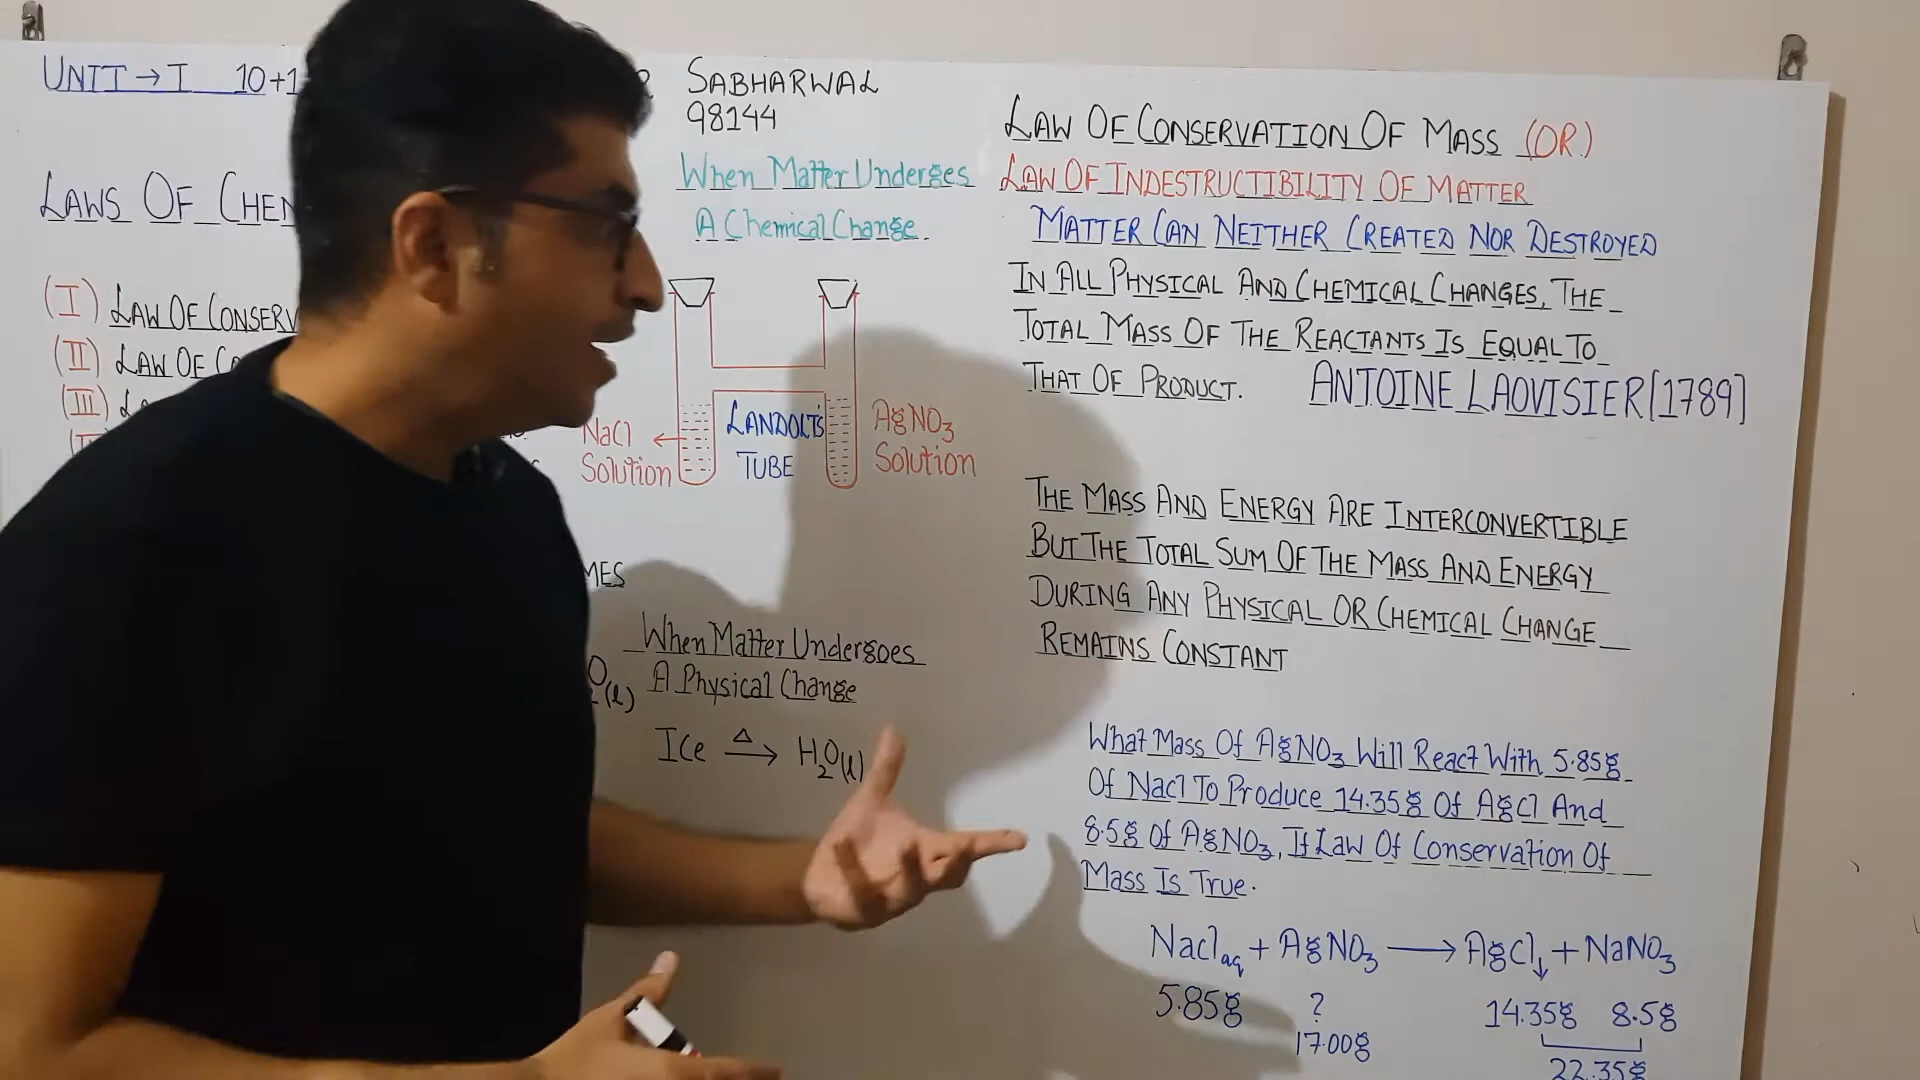 UNIT → I 10+1
SABHARWAL
98144
LAWS OF CHEM
(I) LAW OF CONSERV
(II) LAW OF C
(III)
When Matter Underges
A Chemical Change.
NaCl
Solution
LANDOLT'S
TUBE
AgNO3
Solution
MES
When Matter Undergoes
A Physical Change
O(l)
Ice Δ→ H2O(l)
LAW OF CONSERVATION OF MASS (OR)
LAW OF INDESTRUCTIBILITY OF MATTER
MATTER CAN NEITHER CREATED NOR DESTROYED
IN ALL PHYSICAL AND CHEMICAL CHANGES, THE
TOTAL MASS OF THE REACTANTS IS EQUAL TO
THAT OF PRODUCT. ANTOINE LAOVISIER [1789]
THE MASS AND ENERGY ARE INTERCONVERTIBLE
BUT THE TOTAL SUM OF THE MASS AND ENERGY
DURING ANY PHYSICAL OR CHEMICAL CHANGE
REMAINS CONSTANT
What Mass Of AgNO3 Will React With 5.85g
Of Nacl To Produce 14.35g Of AgCl And
8.5g Of AgNO3, If Law Of Conservation Of
Mass Is True.
Naclaq + AgNO3 → AgCl↓ + NaNO3
5.85g ? 14.35g 8.5g
17.00g 22.35g